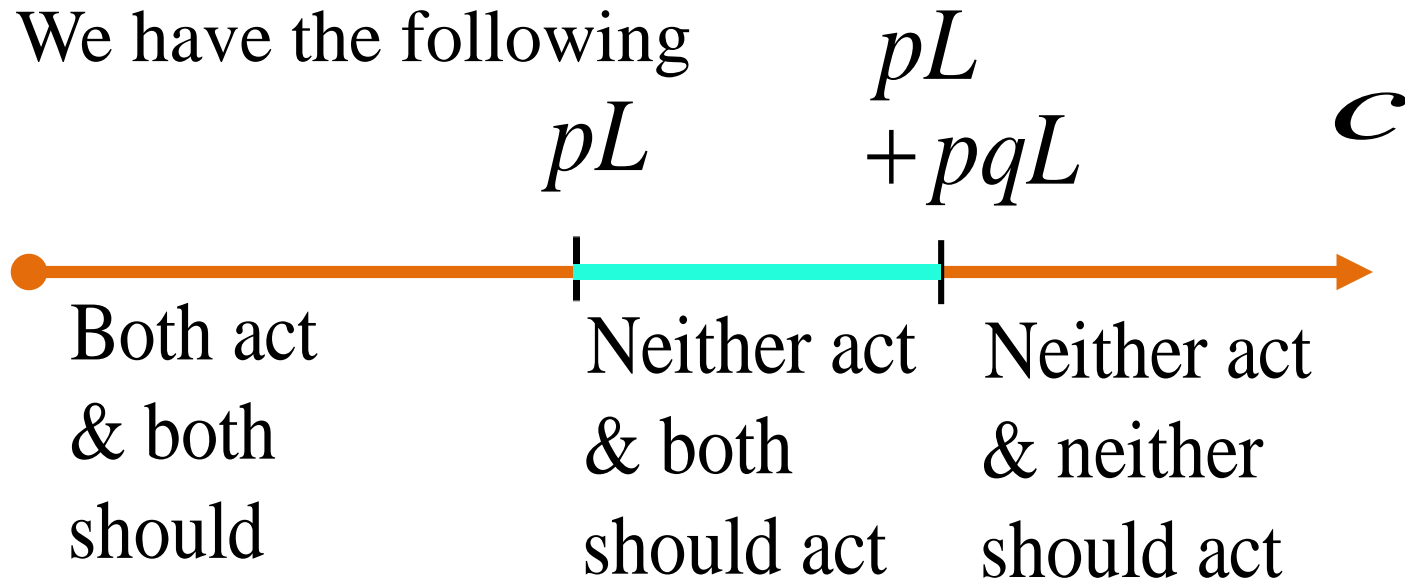 We have the following
pL
pL
+ pqL
c
Both act
& both
should
Neither act
& both
should act
Neither act
& neither
should act